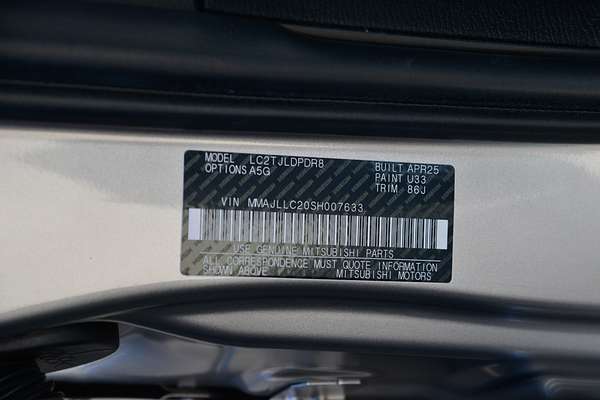 MODEL LC2TJLDPDR8
OPTIONS A5G
BUILT APR25
PAINT U33
TRIM 86J
VIN MMAJLLC20SH007633
USE GENUINE MITSUBISHI PARTS
ALL CORRESPONDENCE MUST QUOTE INFORMATION
SHOWN ABOVE MITSUBISHI MOTORS